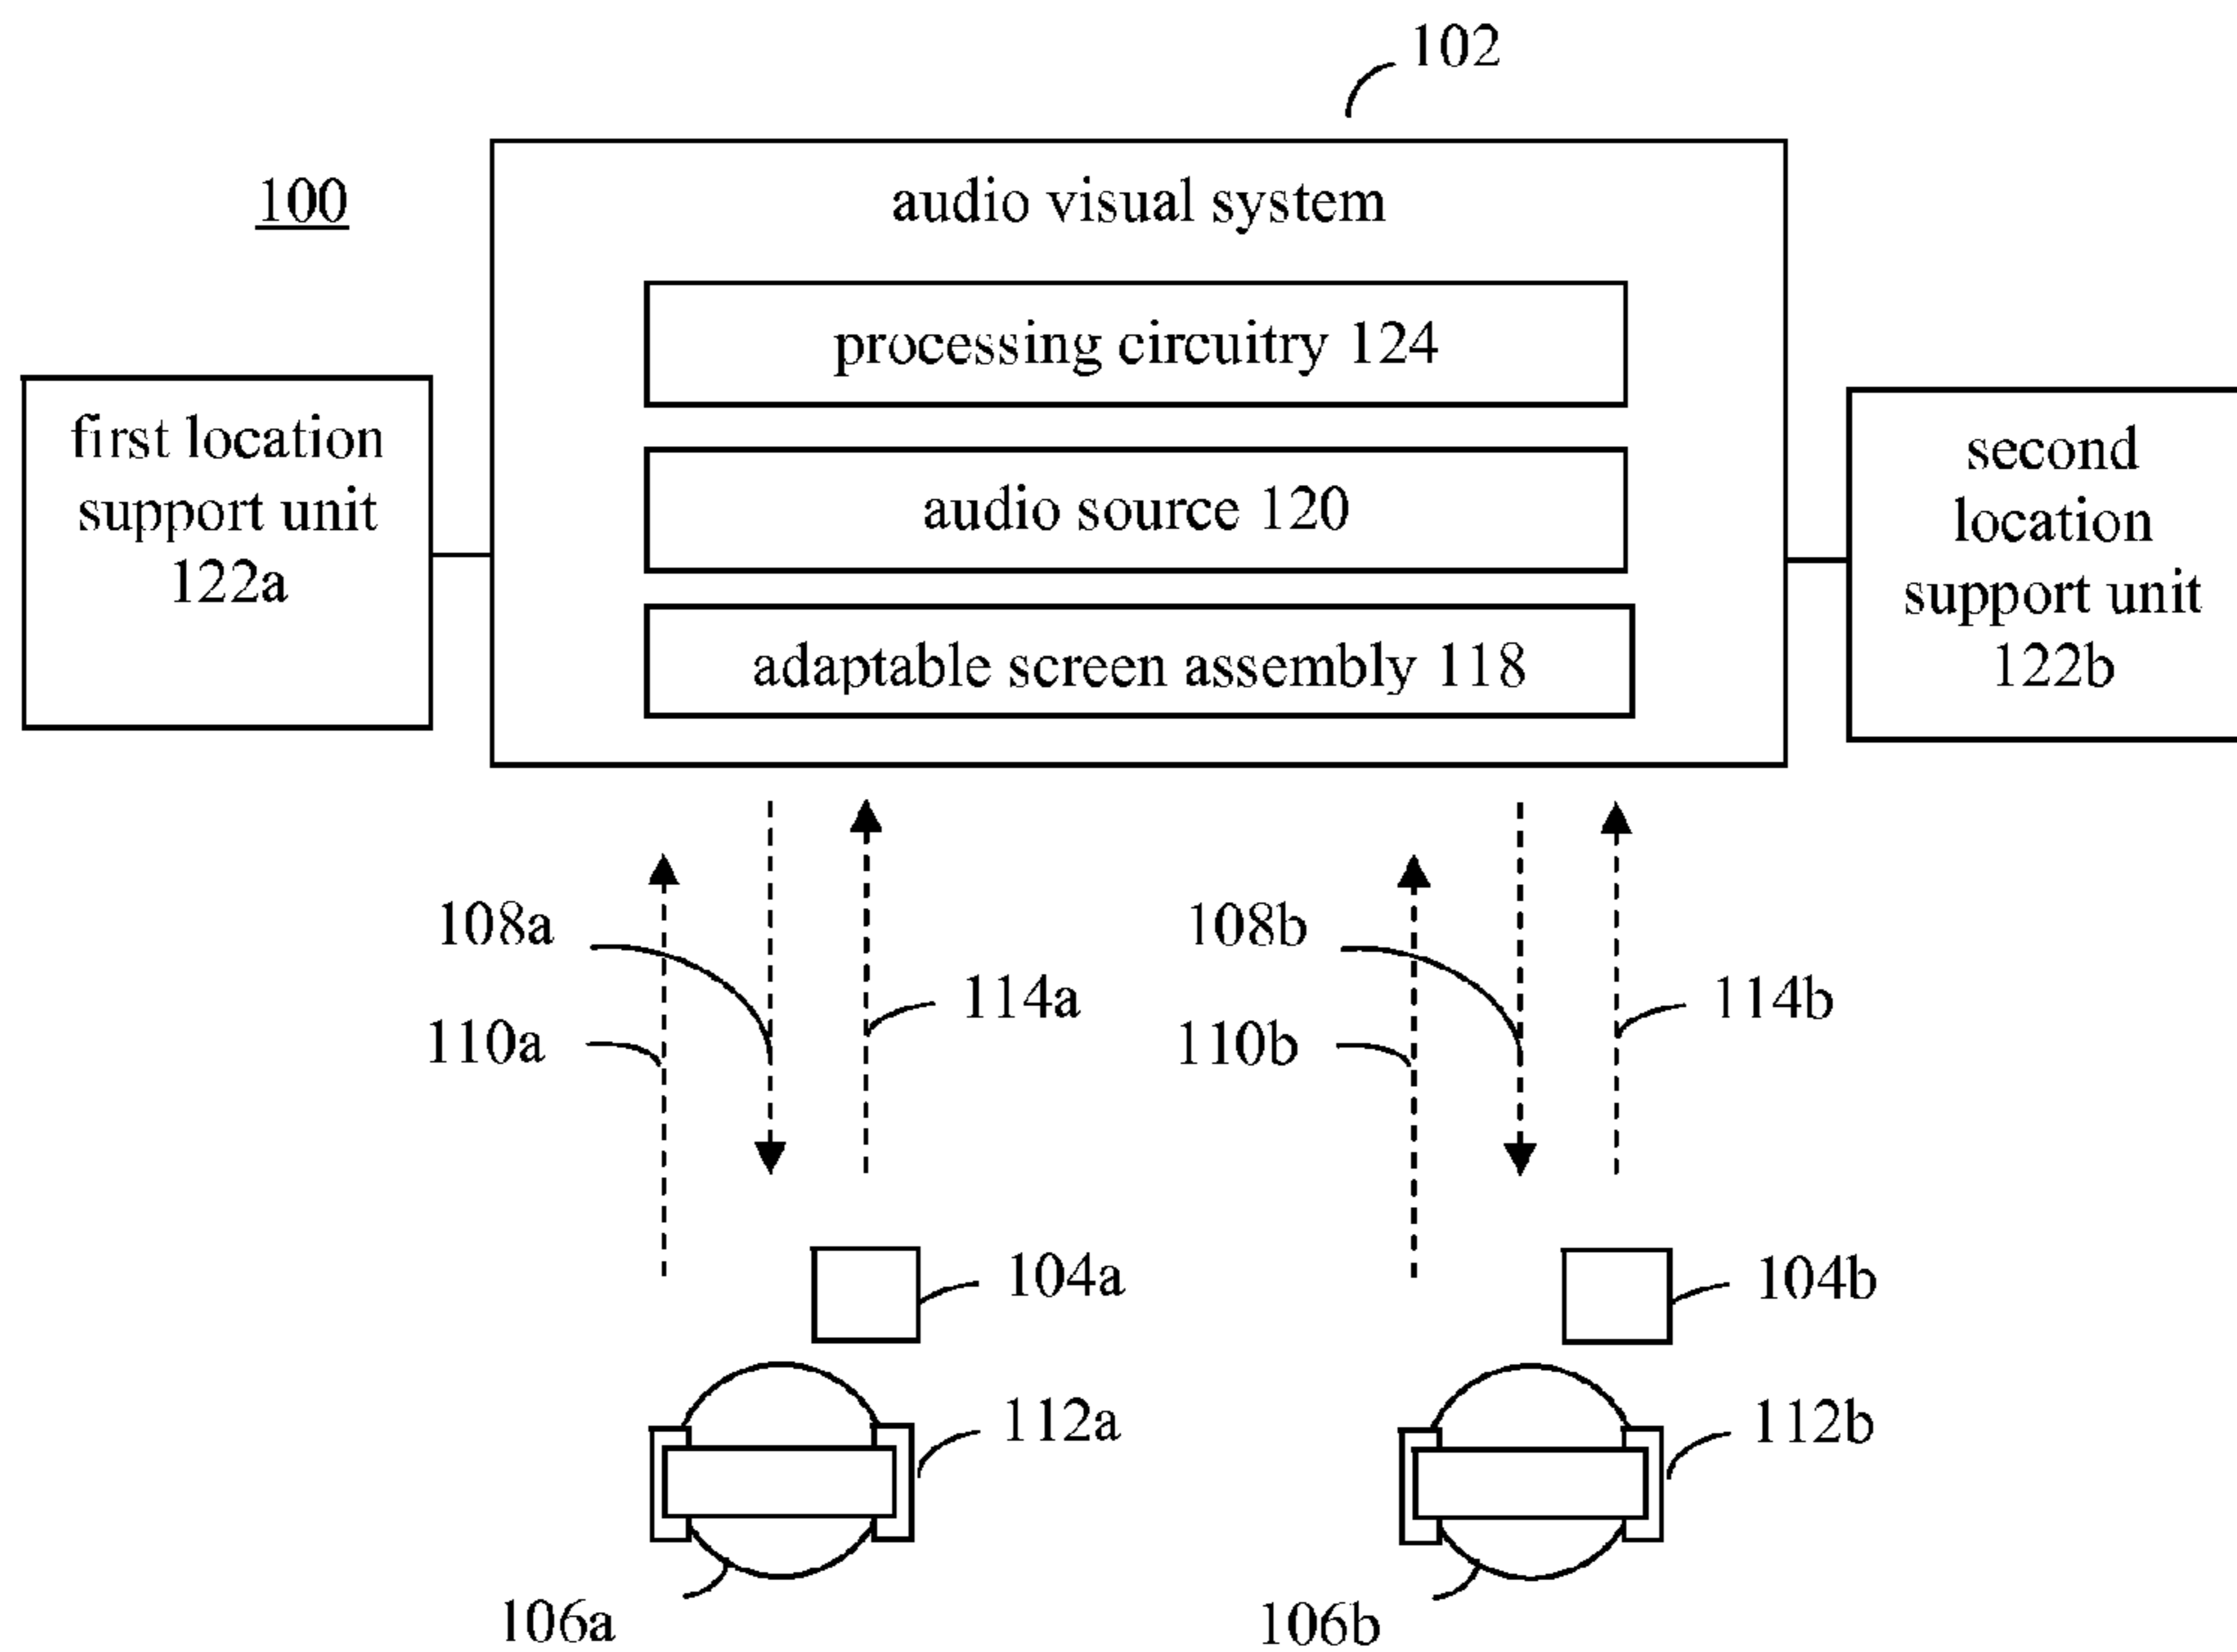 102
100
audio visual system
processing circuitry 124
first location
support unit
122a
audio source 120
second
location
support unit
122b
adaptable screen assembly 118
108a
108b
114a
114b
110a
110b
104a
104b
112a
112b
106a
106b